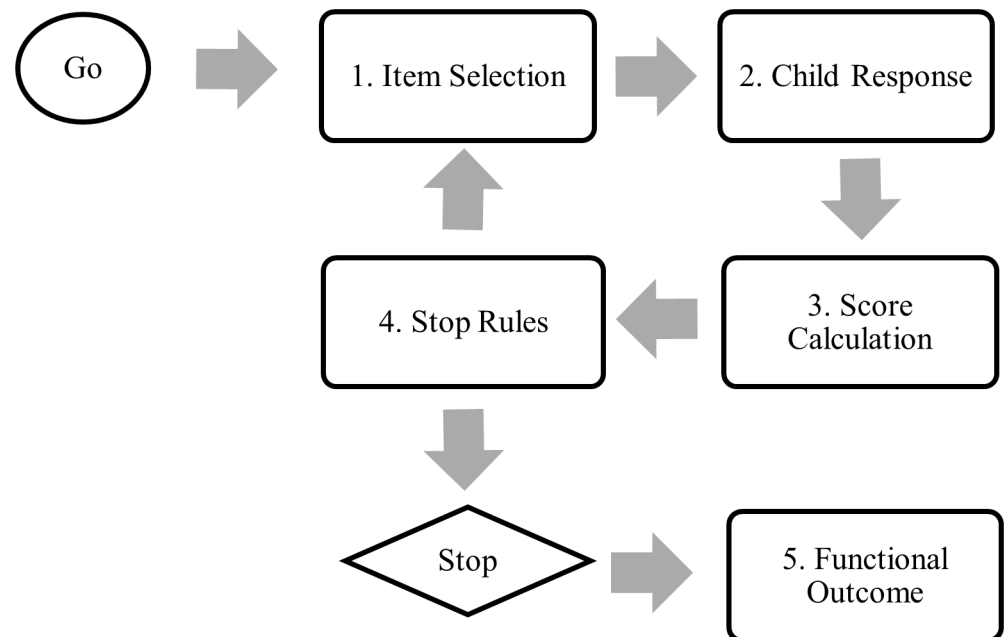 Go
1. Item Selection
2. Child Response
3. Score
Calculation
4. Stop Rules
Stop
5. Functional
Outcome